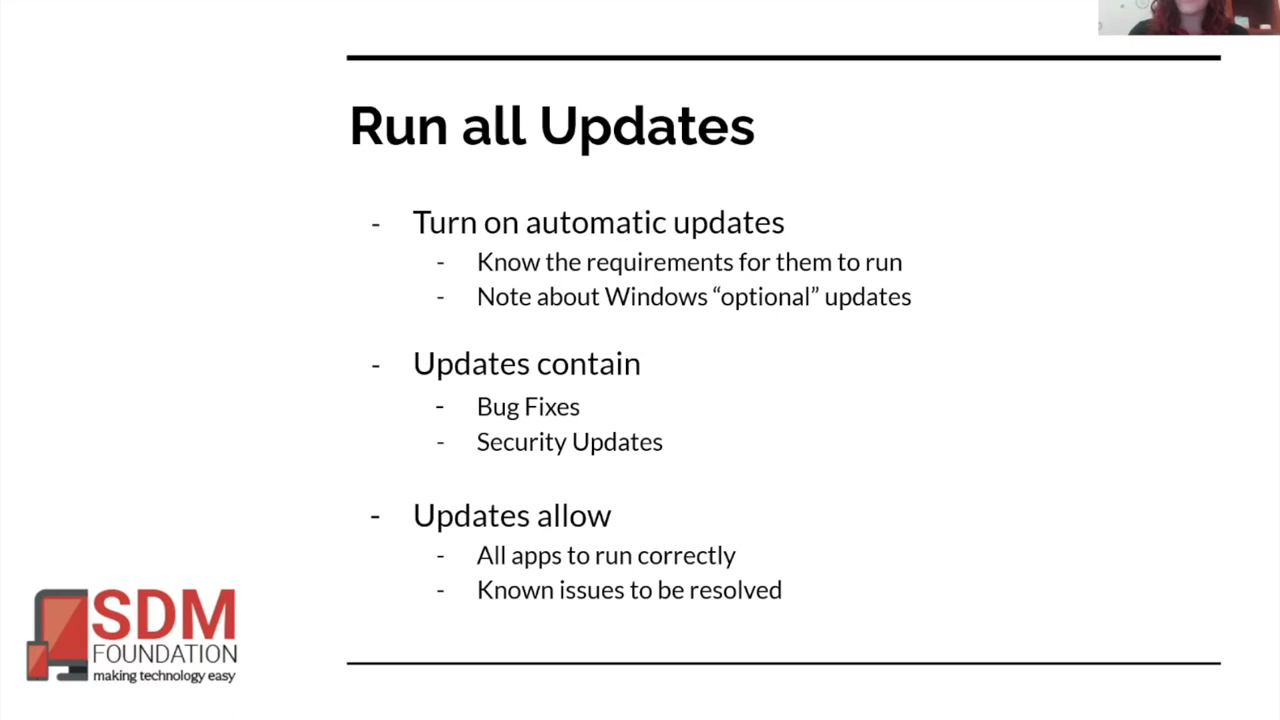 Run all Updates
- Turn on automatic updates
- Know the requirements for them to run
- Note about Windows “optional” updates
- Updates contain
- Bug Fixes
- Security Updates
- Updates allow
- All apps to run correctly
- Known issues to be resolved
SDM
FOUNDATION
making technology easy